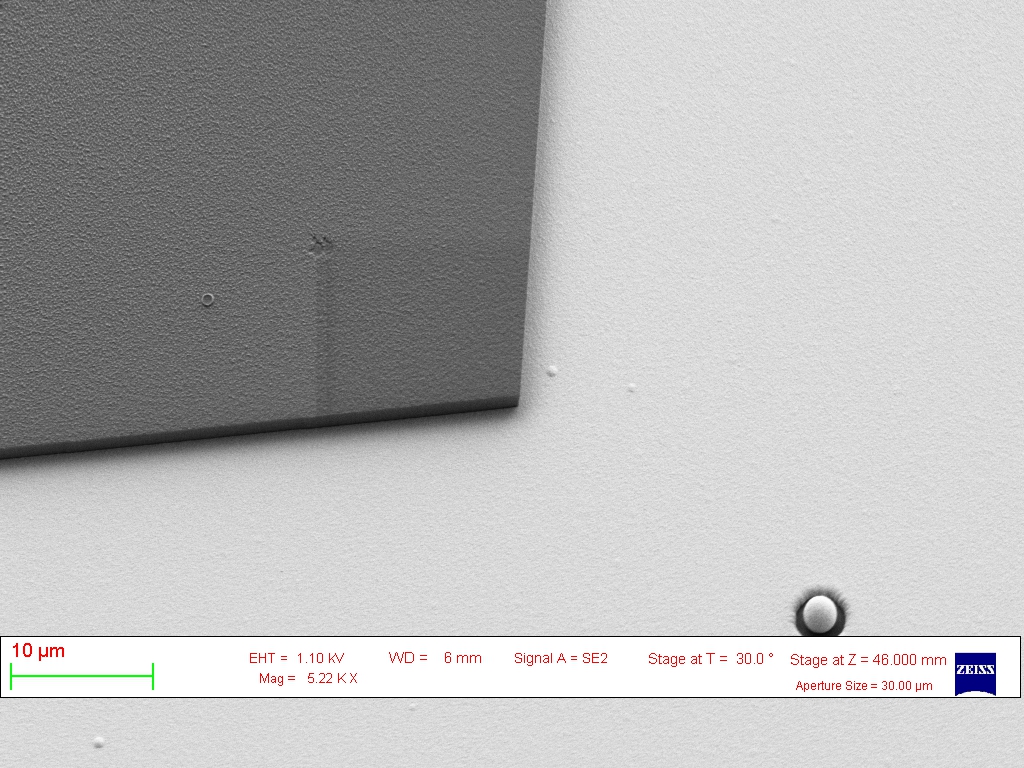 10 µm
EHT = 1.10 kV WD = 6 mm Signal A = SE2 Stage at T = 30.0 ° Stage at Z = 46.000 mm
Mag = 5.22 K X Aperture Size = 30.00 µm
ZEISS